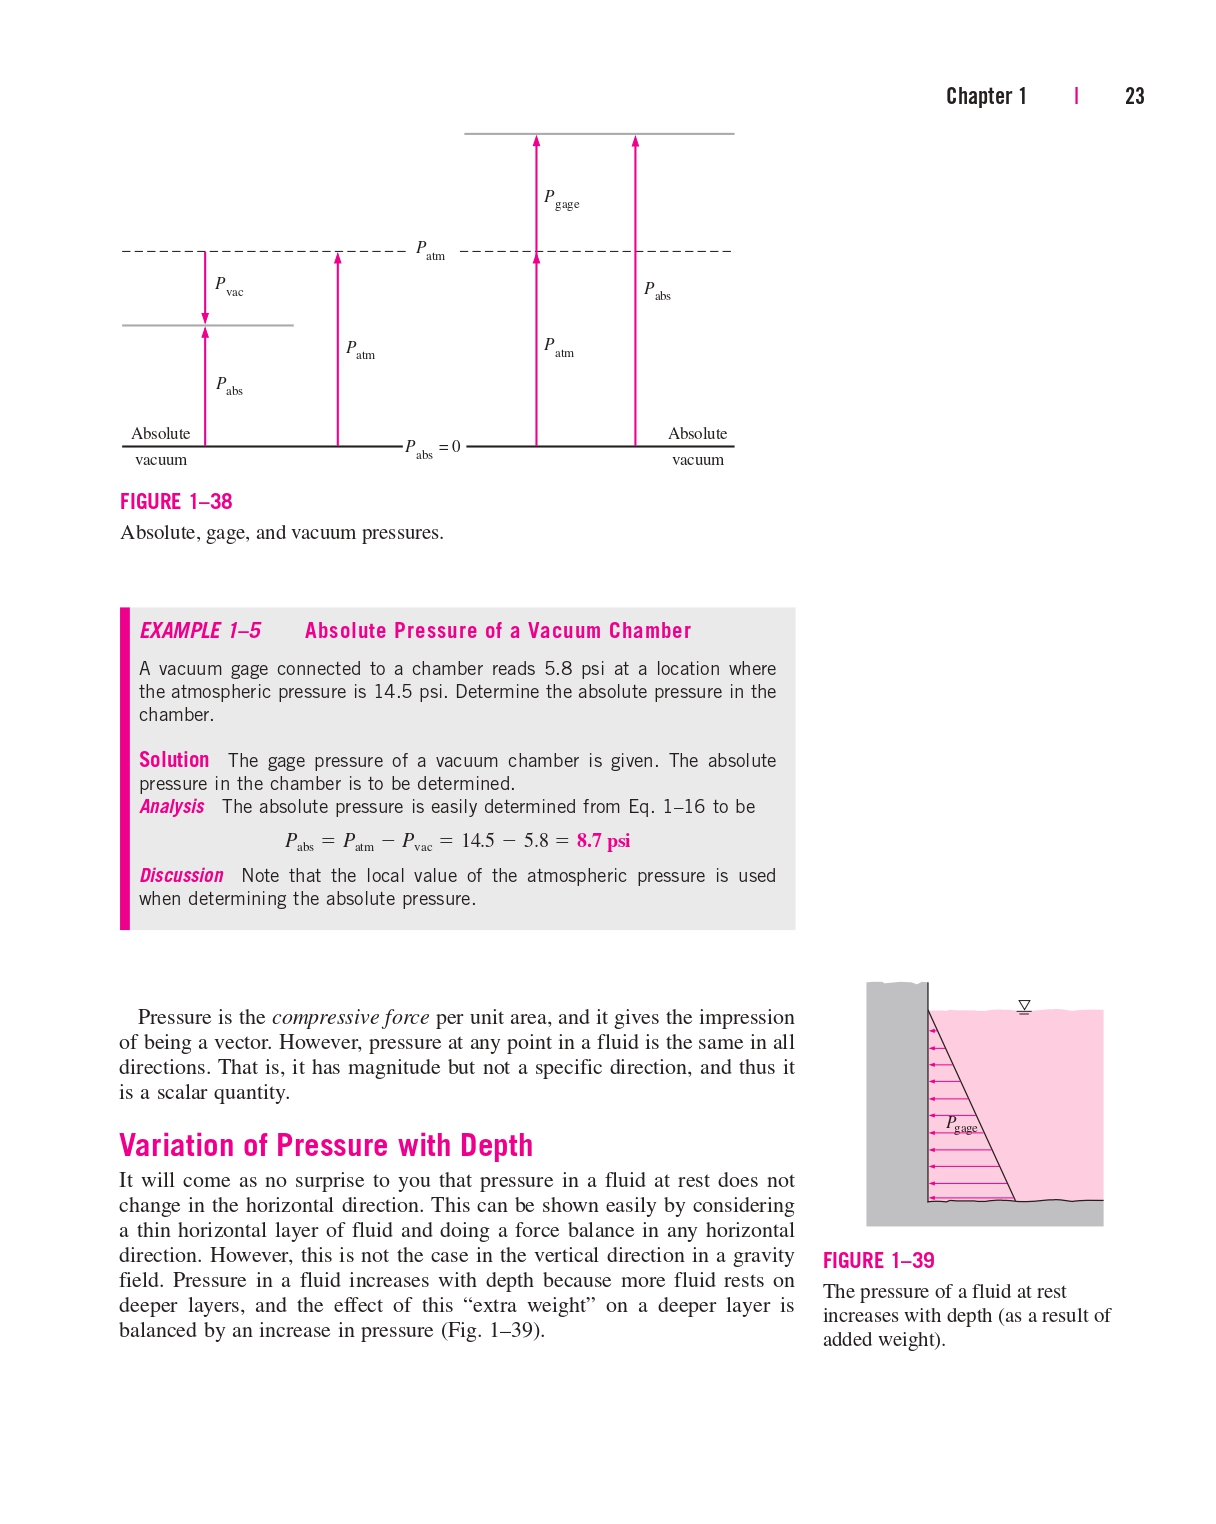 Chapter 1 | 23
P gage
P atm
P vac
P abs
P atm
P atm
P abs
Absolute
vacuum
P abs = 0
Absolute
vacuum
FIGURE 1–38
Absolute, gage, and vacuum pressures.
EXAMPLE 1–5 Absolute Pressure of a Vacuum Chamber
A vacuum gage connected to a chamber reads 5.8 psi at a location where
the atmospheric pressure is 14.5 psi. Determine the absolute pressure in the
chamber.
Solution The gage pressure of a vacuum chamber is given. The absolute
pressure in the chamber is to be determined.
Analysis The absolute pressure is easily determined from Eq. 1–16 to be
P abs = P atm − P vac = 14.5 − 5.8 = 8.7 psi
Discussion Note that the local value of the atmospheric pressure is used
when determining the absolute pressure.
Pressure is the compressive force per unit area, and it gives the impression
of being a vector. However, pressure at any point in a fluid is the same in all
directions. That is, it has magnitude but not a specific direction, and thus it
is a scalar quantity.
Variation of Pressure with Depth
It will come as no surprise to you that pressure in a fluid at rest does not
change in the horizontal direction. This can be shown easily by considering
a thin horizontal layer of fluid and doing a force balance in any horizontal
direction. However, this is not the case in the vertical direction in a gravity
field. Pressure in a fluid increases with depth because more fluid rests on
deeper layers, and the effect of this “extra weight” on a deeper layer is
balanced by an increase in pressure (Fig. 1–39).
P gage
FIGURE 1–39
The pressure of a fluid at rest
increases with depth (as a result of
added weight).